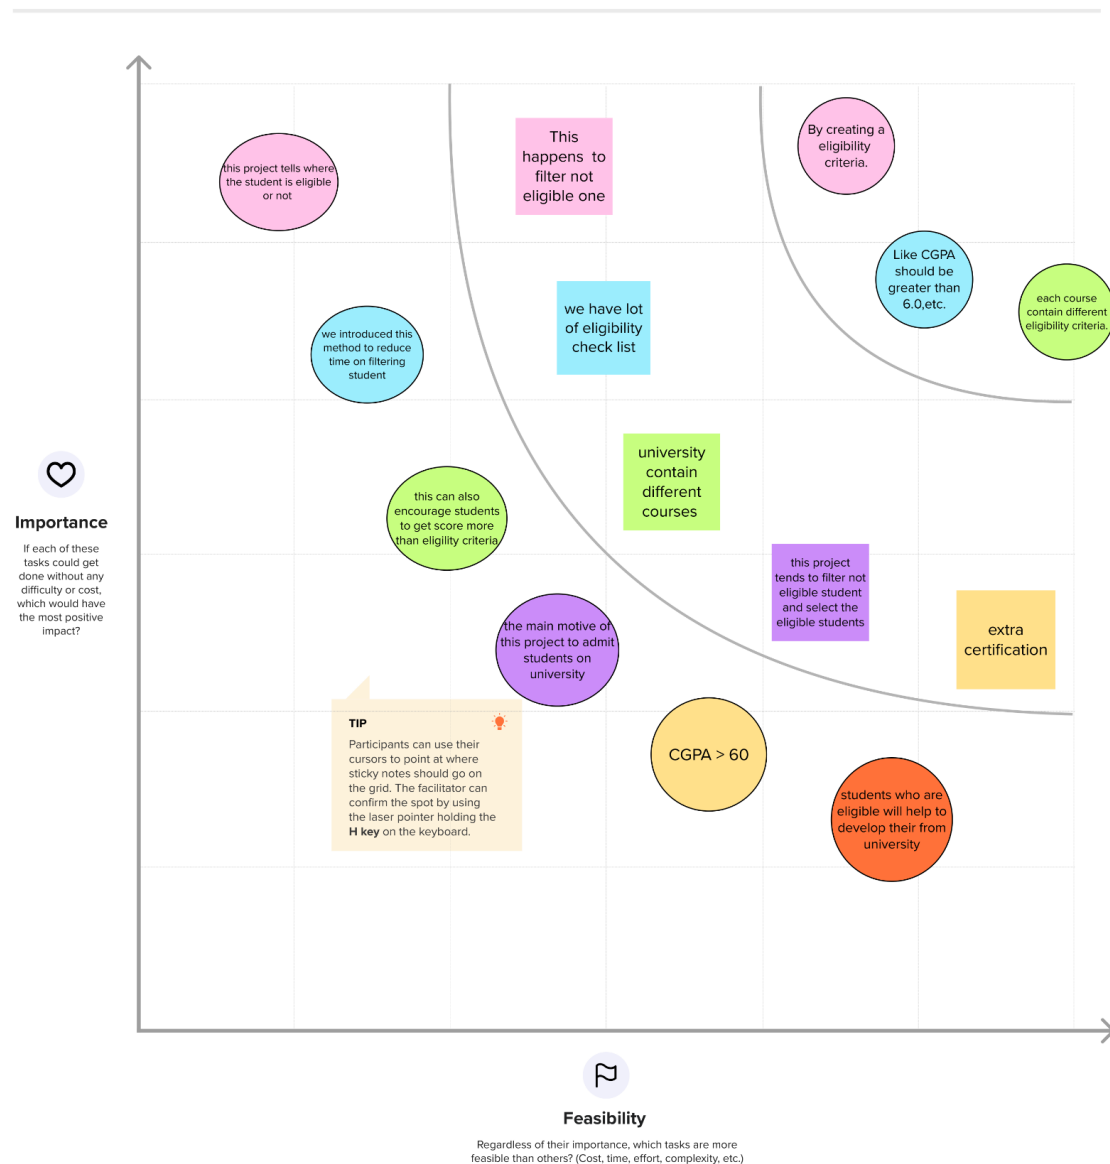 this project tells where
the student is eligible
or not
This
happens to
filter not
eligible one
By creating a
eligibility
criteria.
Like CGPA
should be
greater than
6.0,etc.
each course
contain different
eligibility criteria.
we introduced this
method to reduce
time on filtering
student
we have lot
of eligibility
check list
university
contain
different
courses
this can also
encourage students
to get score more
than eligility criteria
Importance
If each of these
tasks could get
done without any
difficulty or cost,
which would have
the most positive
impact?
this project
tends to filter not
eligible student
and select the
eligible students
extra
certification
the main motive of
this project to admit
students on
university
TIP
Participants can use their
cursors to point at where
sticky notes should go on
the grid. The facilitator can
confirm the spot by using
the laser pointer holding the
H key on the keyboard.
CGPA > 60
students who are
eligible will help to
develop their from
university
Feasibility
Regardless of their importance, which tasks are more
feasible than others? (Cost, time, effort, complexity, etc.)